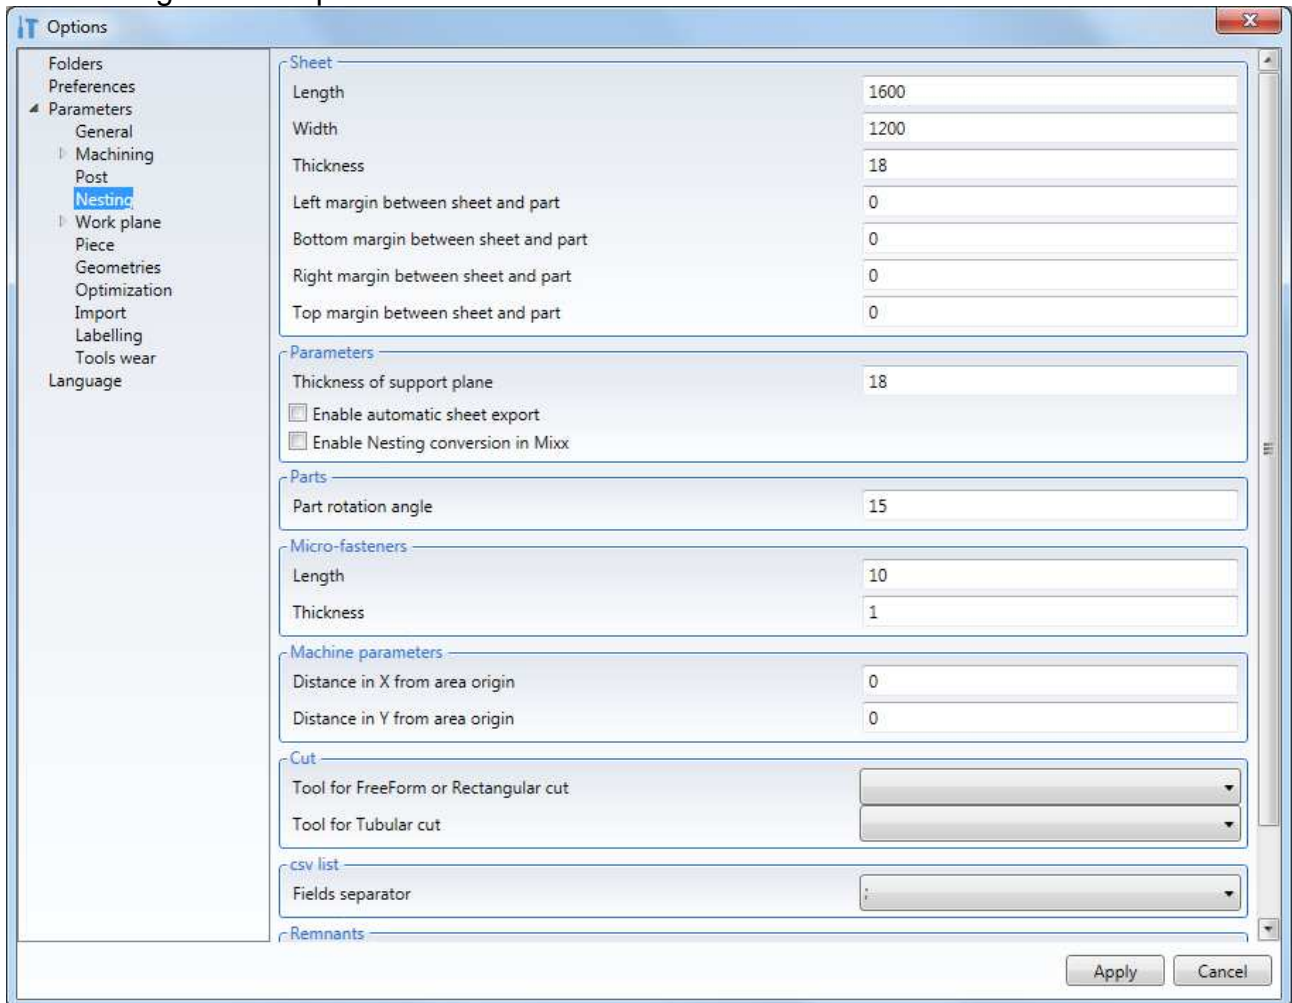 Options
Folders
Preferences
Parameters
General
Machining
Post
Nesting
Work plane
Piece
Geometries
Optimization
Import
Labelling
Tools wear
Language
Sheet
Length 1600
Width 1200
Thickness 18
Left margin between sheet and part 0
Bottom margin between sheet and part 0
Right margin between sheet and part 0
Top margin between sheet and part 0
Parameters
Thickness of support plane 18
Enable automatic sheet export
Enable Nesting conversion in Mixx
Parts
Part rotation angle 15
Micro-fasteners
Length 10
Thickness 1
Machine parameters
Distance in X from area origin 0
Distance in Y from area origin 0
Cut
Tool for FreeForm or Rectangular cut
Tool for Tubular cut
csv list
Fields separator ;
Remnants
Apply Cancel